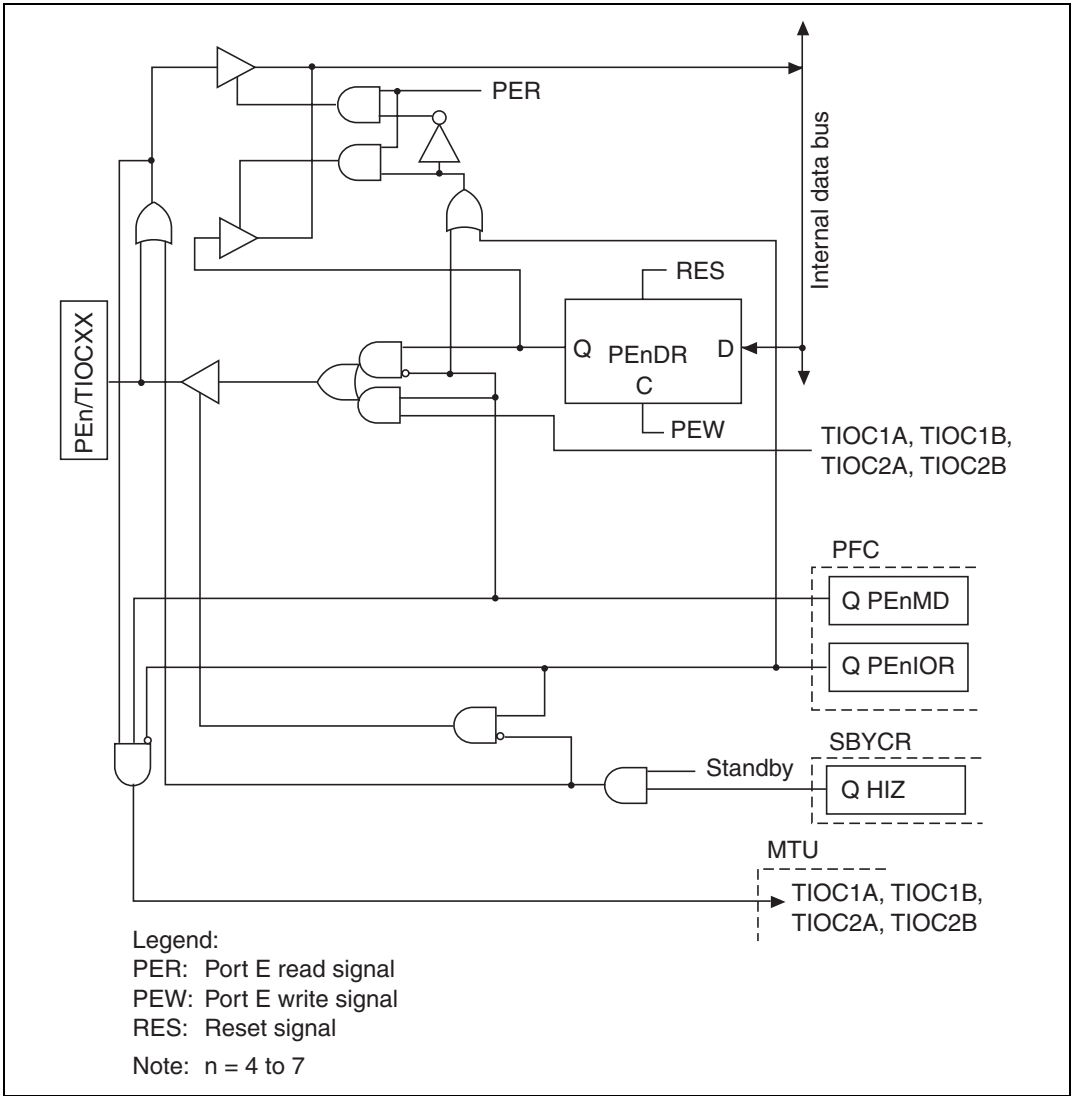 PER
Internal data bus
RES
PEn/TIOCXX
Q PEnDR D
C
PEW
TIOC1A, TIOC1B,
TIOC2A, TIOC2B
PFC
Q PEnMD
Q PEnIOR
SBYCR
Standby
Q HIZ
MTU
TIOC1A, TIOC1B,
TIOC2A, TIOC2B
Legend:
PER: Port E read signal
PEW: Port E write signal
RES: Reset signal
Note: n = 4 to 7